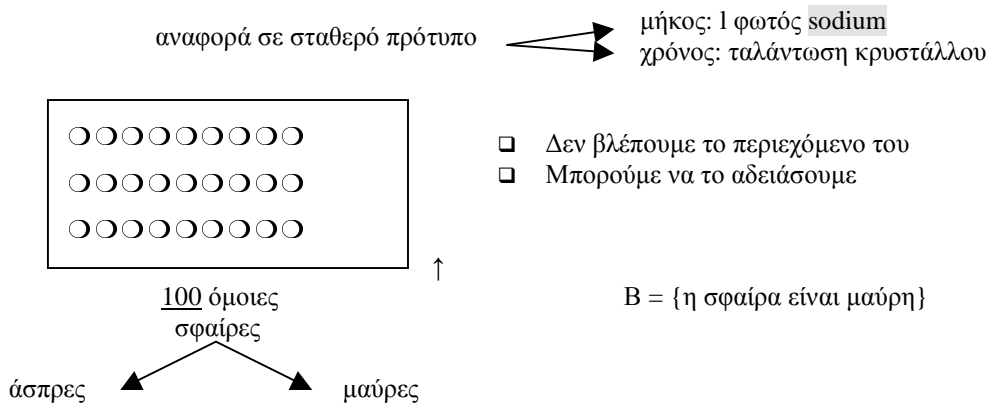 αναφορά σε σταθερό πρότυπο
μήκος: l φωτός sodium
χρόνος: ταλάντωση κρυστάλλου
❑ Δεν βλέπουμε το περιεχόμενο του
❑ Μπορούμε να το αδειάσουμε
↑
100 όμοιες
σφαίρες
Β = {η σφαίρα είναι μαύρη}
άσπρες
μαύρες